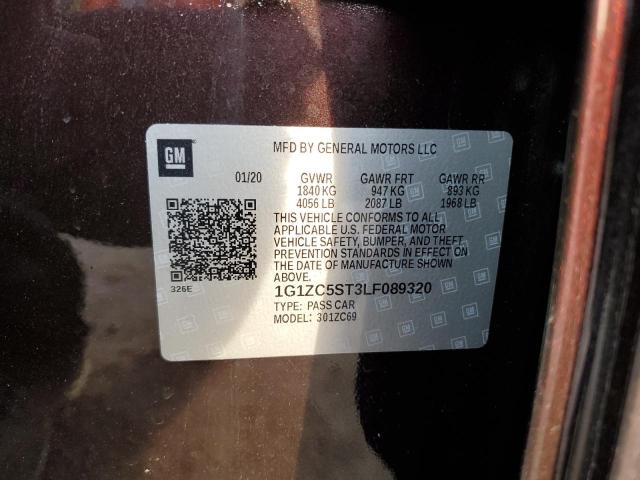 GM
MFD BY GENERAL MOTORS LLC
01/20 GVWR GAWR FRT GAWR RR
1840 KG 947 KG 893 KG
4056 LB 2087 LB 1968 LB
THIS VEHICLE CONFORMS TO ALL
APPLICABLE U.S. FEDERAL MOTOR
VEHICLE SAFETY, BUMPER, AND THEFT
PREVENTION STANDARDS IN EFFECT
ON THE DATE OF MANUFACTURE SHOWN
ABOVE.
326E
1G1ZC5ST3LF089320
TYPE: PASS CAR
MODEL: 301ZC69